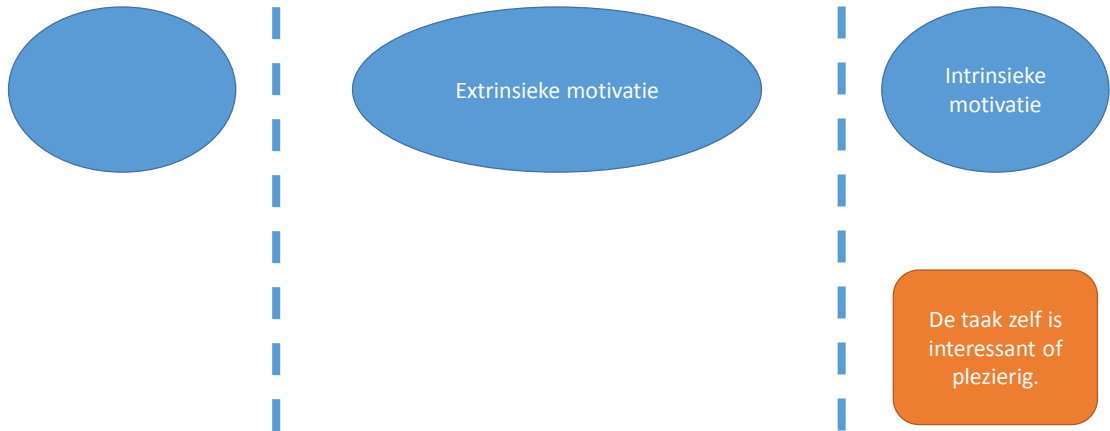 Extrinsieke motivatie
Intrinsieke
motivatie
De taak zelf is
interessant of
plezierig.